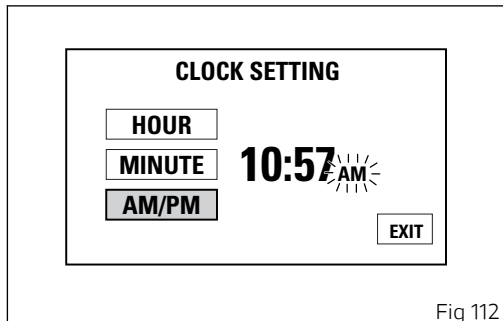 CLOCK SETTING
HOUR
MINUTE
AM/PM
10:57 AM
EXIT
Fig 112